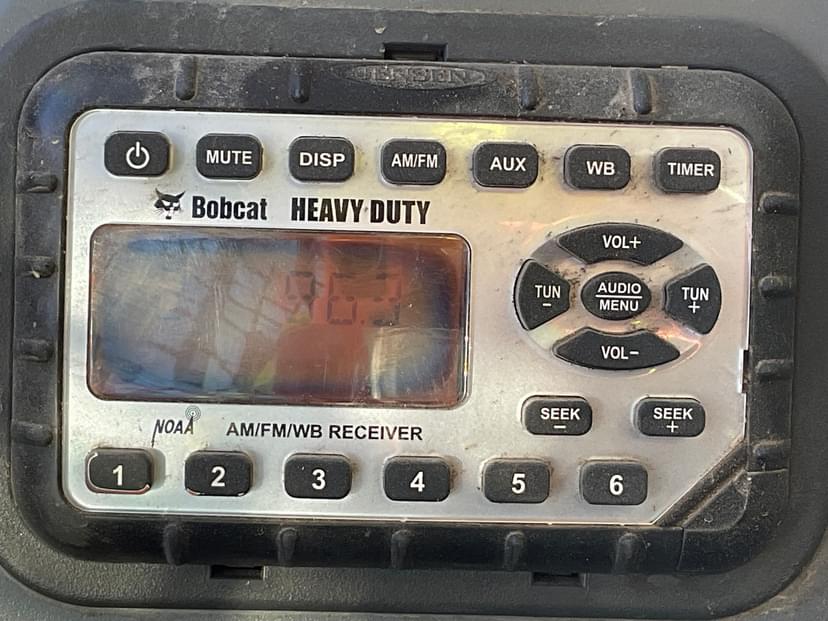 JENSEN
MUTE DISP AM/FM AUX WB TIMER
Bobcat HEAVY DUTY
VOL+
TUN - AUDIO MENU TUN +
VOL-
SEEK - SEEK +
NOAA AM/FM/WB RECEIVER
1 2 3 4 5 6